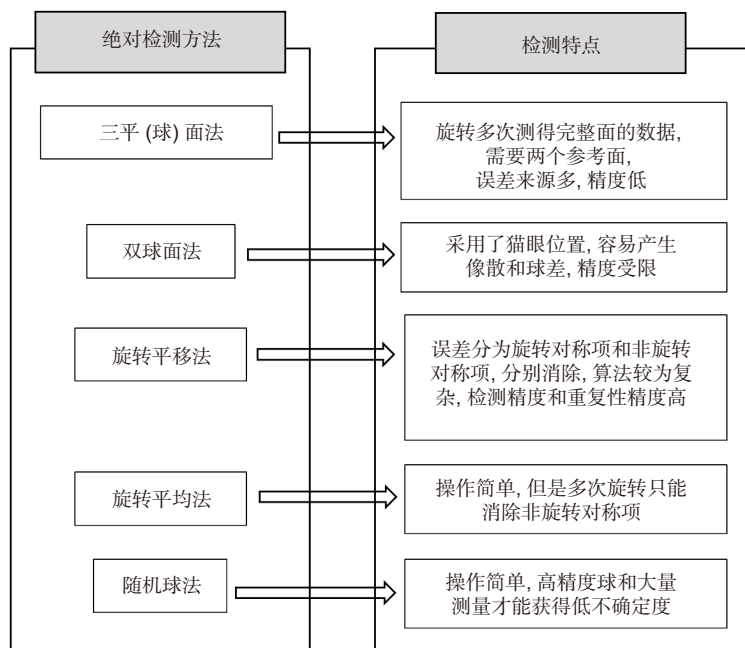 绝对检测方法
检测特点
三平 (球) 面法
旋转多次测得完整面的数据,
需要两个参考面,
误差来源多, 精度低
双球面法
采用了猫眼位置, 容易产生
像散和球差, 精度受限
旋转平移法
误差分为旋转对称项和非旋转
对称项, 分别消除, 算法较为复
杂, 检测精度和重复性精度高
旋转平均法
操作简单, 但是多次旋转只能
消除非旋转对称项
随机球法
操作简单, 高精度球和大量
测量才能获得低不确定度